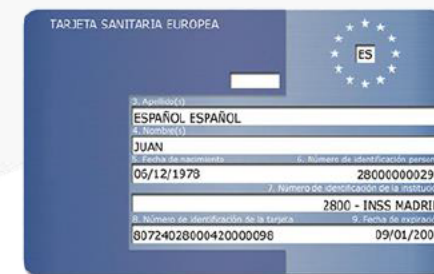 TARJETA SANITARIA EUROPEA
ES
3. Apellido(s)
ESPAÑOL ESPAÑOL
4. Nombre(s)
JUAN
5. Fecha de nacimiento 6. Número de identificación person
06/12/1978 28000000029
7. Número de identificación de la instituci
2800 - INSS MADRI
8. Número de identificación de la tarjeta 9. Fecha de expiraci
80724028000420000098 09/01/200